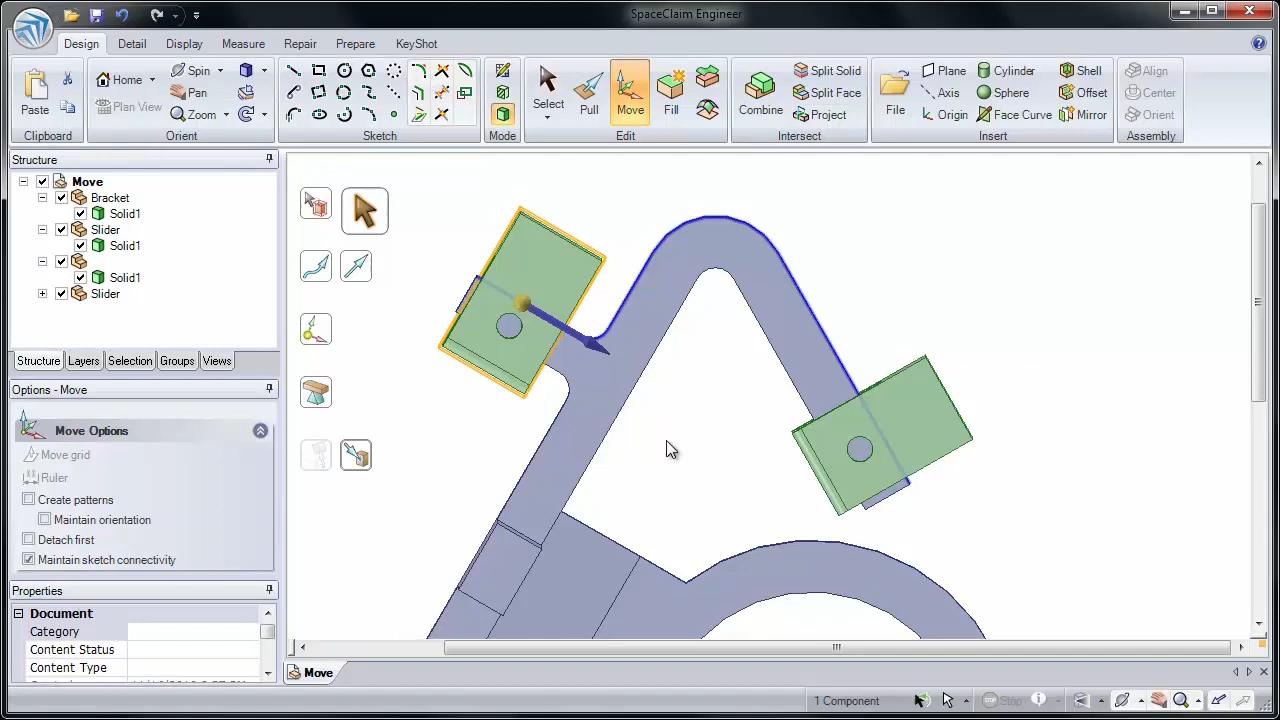 SpaceClaim Engineer
Design Detail Display Measure Repair Prepare KeyShot
Paste
Clipboard
Home
Plan View
Spin
Pan
Zoom
Orient
Sketch
Mode
Select
Pull
Move
Fill
Edit
Combine
Split Solid
Split Face
Project
Intersect
File
Plane
Axis
Origin
Cylinder
Sphere
Face Curve
Shell
Offset
Mirror
Insert
Align
Center
Orient
Assembly
Structure
Move
Bracket
Solid1
Slider
Solid1
Solid1
Slider
Structure Layers Selection Groups Views
Options - Move
Move Options
Move grid
Ruler
Create patterns
Maintain orientation
Detach first
Maintain sketch connectivity
Properties
Document
Category
Content Status
Content Type
Move
1 Component
Stop